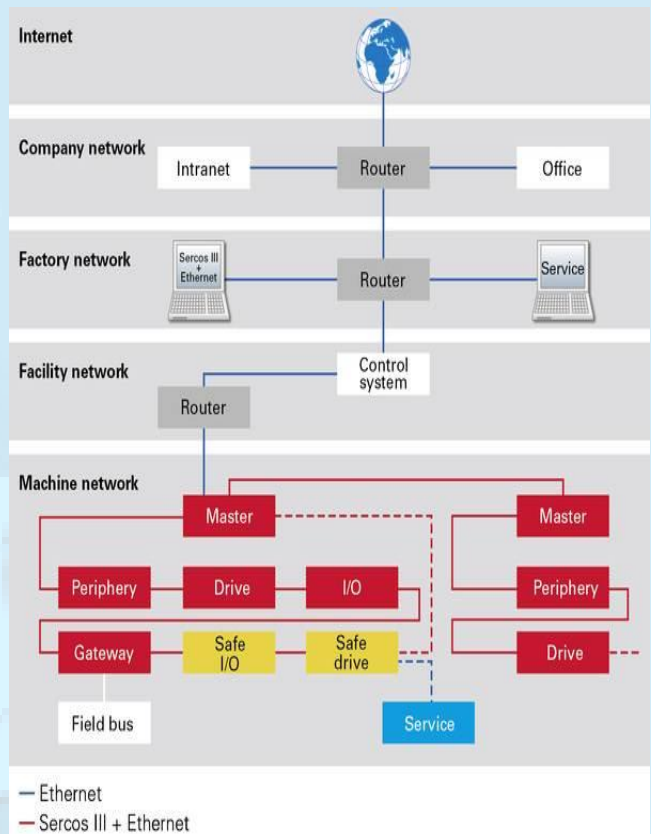 Internet
Company network
Intranet
Router
Office
Factory network
Sercos III
+
Ethernet
Router
Service
Facility network
Control
system
Router
Machine network
Master
Master
Periphery
Drive
I/O
Periphery
Gateway
Safe
I/O
Safe
drive
Drive
Field bus
Service
Ethernet
Sercos III + Ethernet